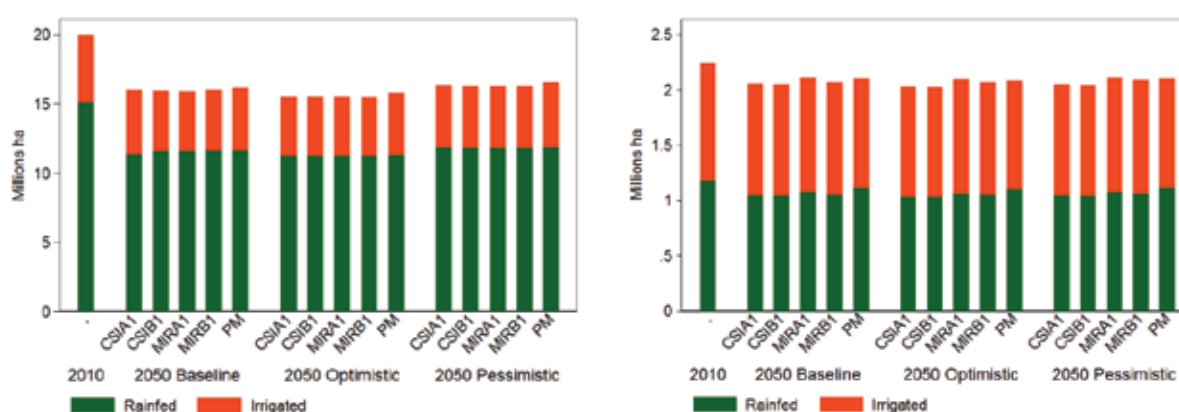 Millions ha
20
15
10
5
0
-
CSIA1
CSIB1
MIRA1
MIRB1
PM
CSIA1
CSIB1
MIRA1
MIRB1
PM
CSIA1
CSIB1
MIRA1
MIRB1
PM
2010 2050 Baseline 2050 Optimistic 2050 Pessimistic
Rainfed Irrigated
Millions ha
2.5
2
1.5
1
.5
0
-
CSIA1
CSIB1
MIRA1
MIRB1
PM
CSIA1
CSIB1
MIRA1
MIRB1
PM
CSIA1
CSIB1
MIRA1
MIRB1
PM
2010 2050 Baseline 2050 Optimistic 2050 Pessimistic
Rainfed Irrigated